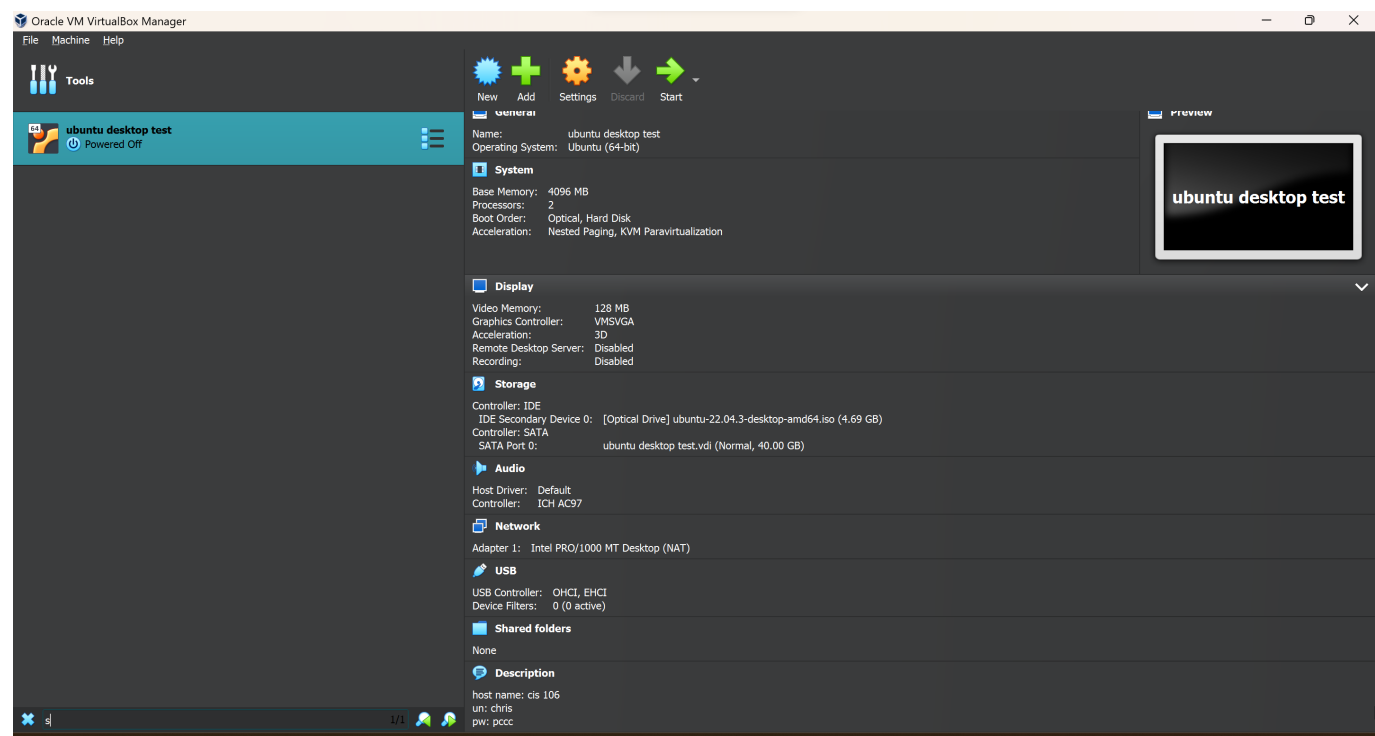 Oracle VM VirtualBox Manager
File Machine Help
Tools
New Add Settings Discard Start
64
ubuntu desktop test
Powered Off
General
Name: ubuntu desktop test
Operating System: Ubuntu (64-bit)
Preview
ubuntu desktop test
System
Base Memory: 4096 MB
Processors: 2
Boot Order: Optical, Hard Disk
Acceleration: Nested Paging, KVM Paravirtualization
Display
Video Memory: 128 MB
Graphics Controller: VMSVGA
Acceleration: 3D
Remote Desktop Server: Disabled
Recording: Disabled
Storage
Controller: IDE
IDE Secondary Device 0: [Optical Drive] ubuntu-22.04.3-desktop-amd64.iso (4.69 GB)
Controller: SATA
SATA Port 0: ubuntu desktop test.vdi (Normal, 40.00 GB)
Audio
Host Driver: Default
Controller: ICH AC97
Network
Adapter 1: Intel PRO/1000 MT Desktop (NAT)
USB
USB Controller: OHCI, EHCI
Device Filters: 0 (0 active)
Shared folders
None
Description
host name: cis 106
un: chris
pw: pccc
s
1/1